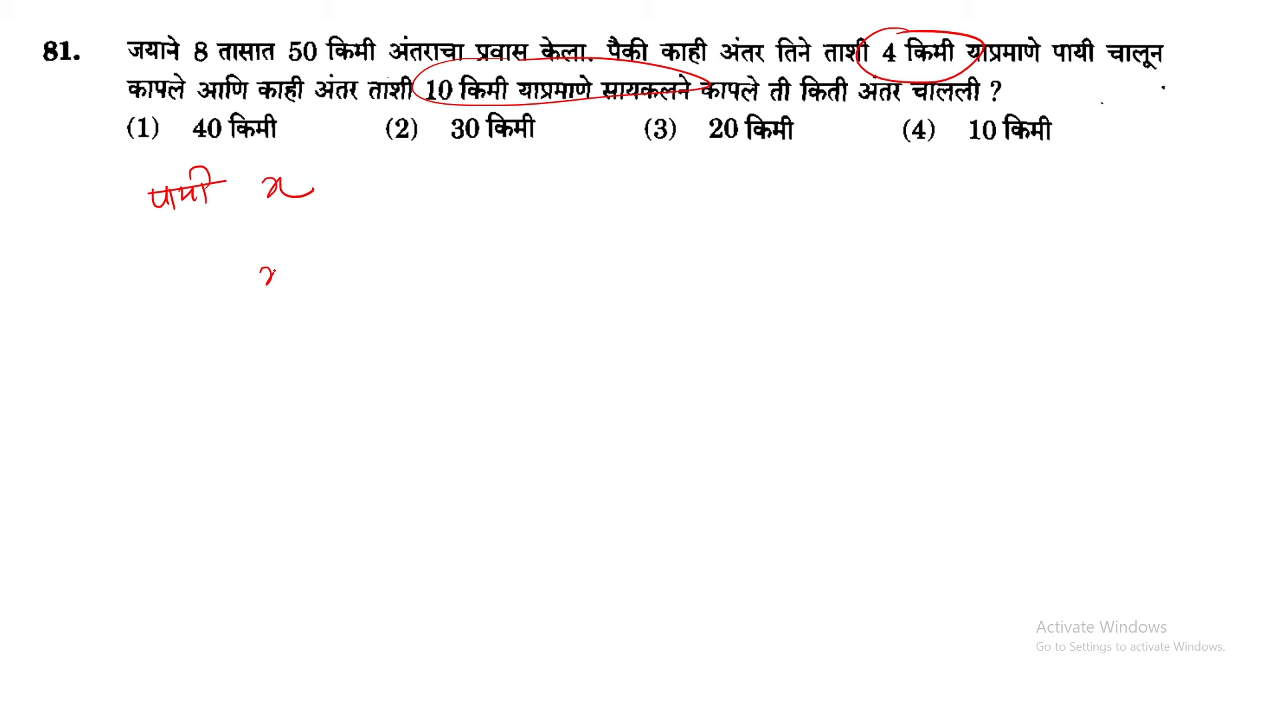 81. जयाने 8 तासात 50 किमी अंतराचा प्रवास केला. पैकी काही अंतर तिने ताशी 4 किमी याप्रमाणे पायी चालून
कापले आणि काही अंतर ताशी 10 किमी याप्रमाणे सायकलने कापले ती किती अंतर चालली ?
(1) 40 किमी (2) 30 किमी (3) 20 किमी (4) 10 किमी
पायी x
x
Activate Windows
Go to Settings to activate Windows.